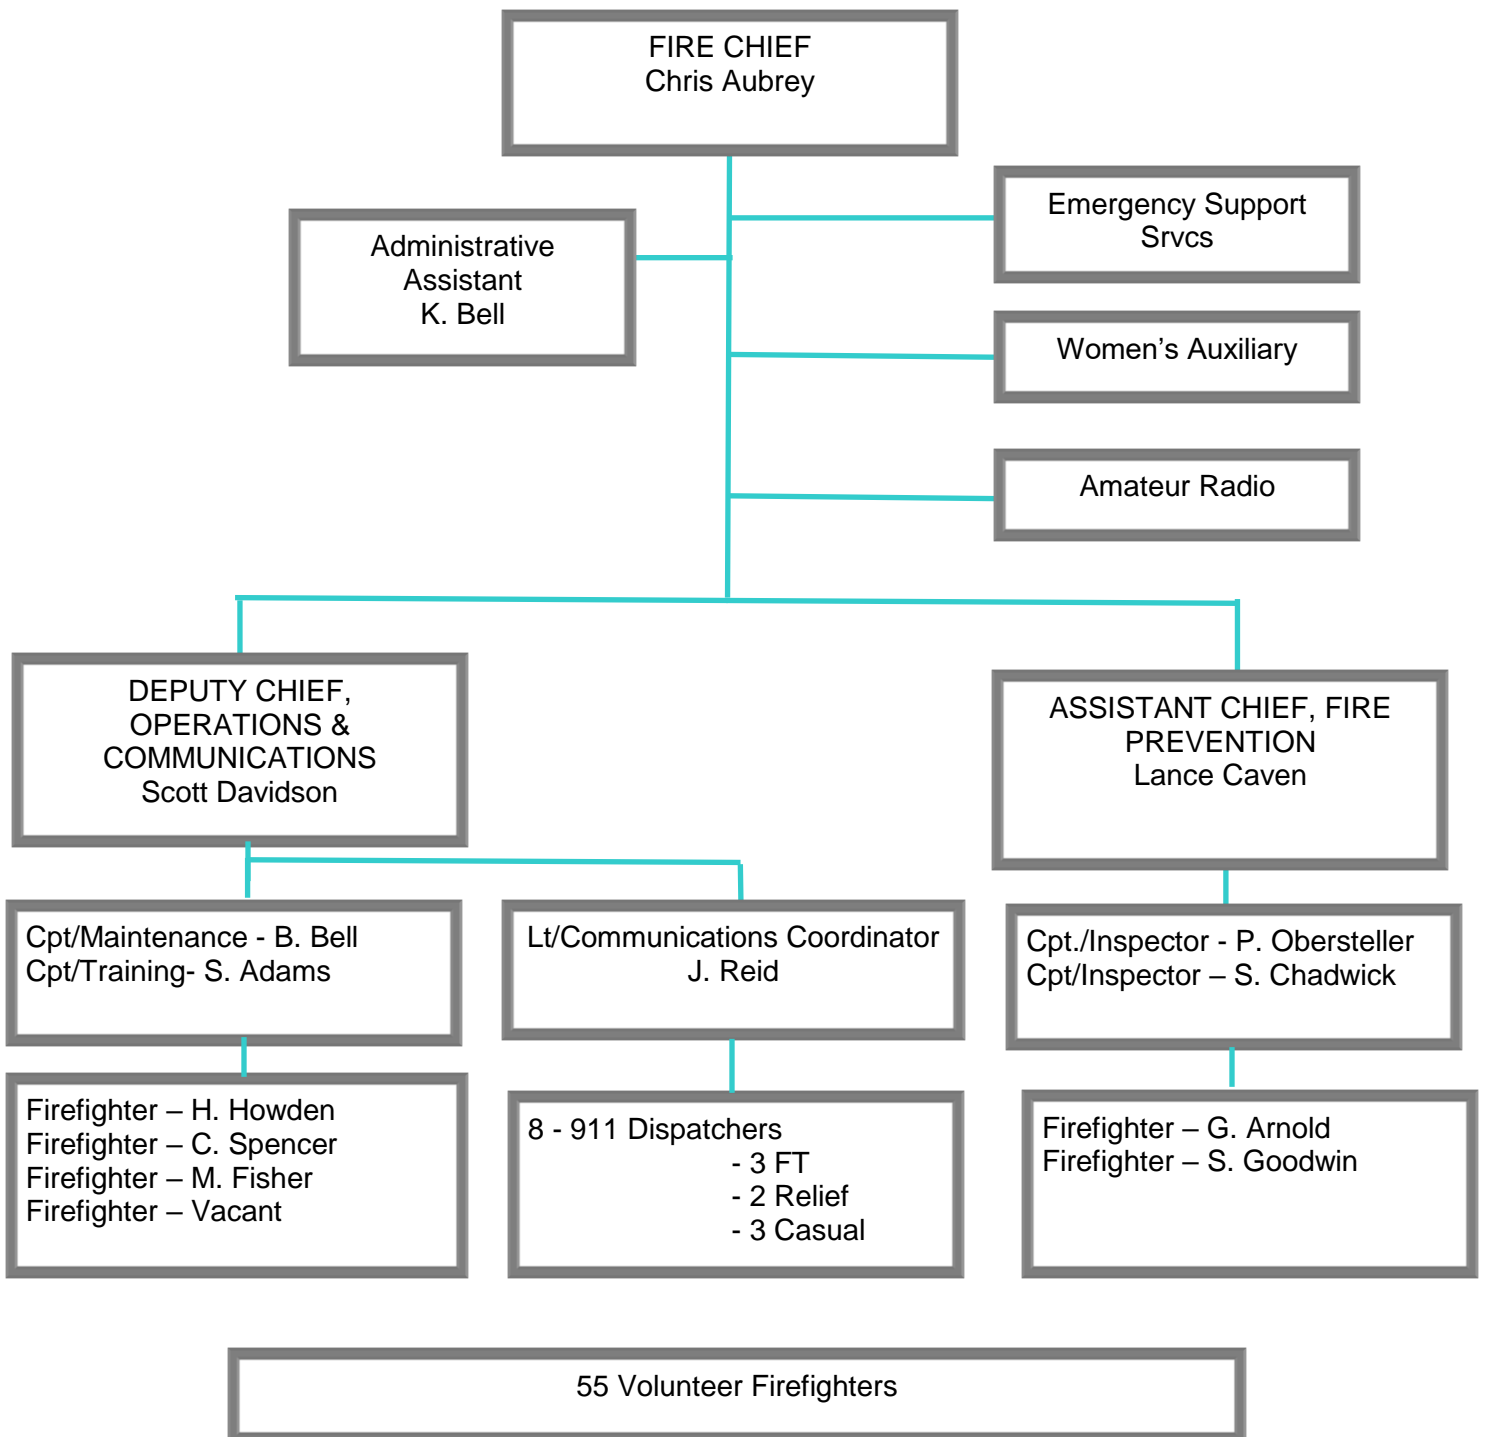 FIRE CHIEF
Chris Aubrey
Emergency Support
Srvcs
Administrative
Assistant
K. Bell
Women’s Auxiliary
Amateur Radio
DEPUTY CHIEF,
OPERATIONS &
COMMUNICATIONS
Scott Davidson
ASSISTANT CHIEF, FIRE
PREVENTION
Lance Caven
Cpt/Maintenance - B. Bell
Cpt/Training- S. Adams
Lt/Communications Coordinator
J. Reid
Cpt./Inspector - P. Obersteller
Cpt/Inspector – S. Chadwick
Firefighter – H. Howden
Firefighter – C. Spencer
Firefighter – M. Fisher
Firefighter – Vacant
8 - 911 Dispatchers
- 3 FT
- 2 Relief
- 3 Casual
Firefighter – G. Arnold
Firefighter – S. Goodwin
55 Volunteer Firefighters